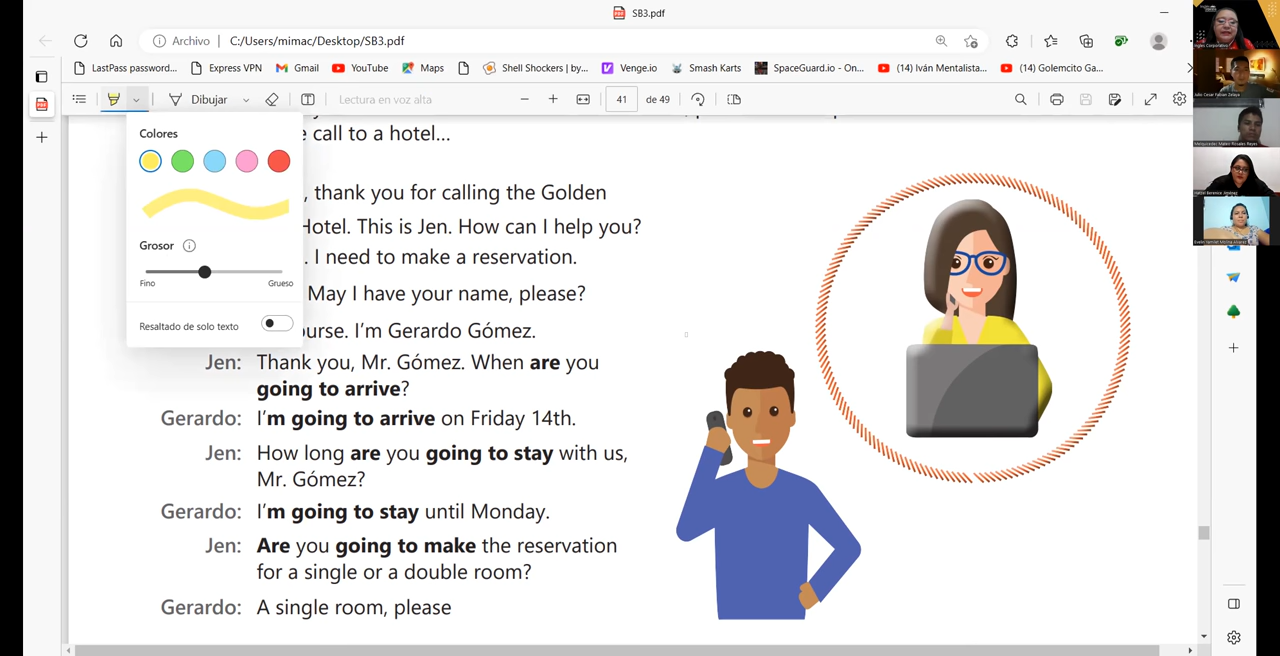 SB3.pdf
Archivo | C:/Users/mimac/Desktop/SB3.pdf
LastPass password... Express VPN Gmail YouTube Maps Shell Shockers | by... Venge.io Smash Karts SpaceGuard.io - On... (14) Iván Mentalista... (14) Golemcito Ga...
Dibujar Lectura en voz alta 41 de 49
Colores
Grosor
Fino Grueso
Resaltado de solo texto
e call to a hotel...
, thank you for calling the Golden
Hotel. This is Jen. How can I help you?
. I need to make a reservation.
May I have your name, please?
ourse. I'm Gerardo Gómez.
Jen: Thank you, Mr. Gómez. When are you
going to arrive?
Gerardo: I'm going to arrive on Friday 14th.
Jen: How long are you going to stay with us,
Mr. Gómez?
Gerardo: I'm going to stay until Monday.
Jen: Are you going to make the reservation
for a single or a double room?
Gerardo: A single room, please
Ingles Corporativo
Julio Cesar Fabian Zelaya